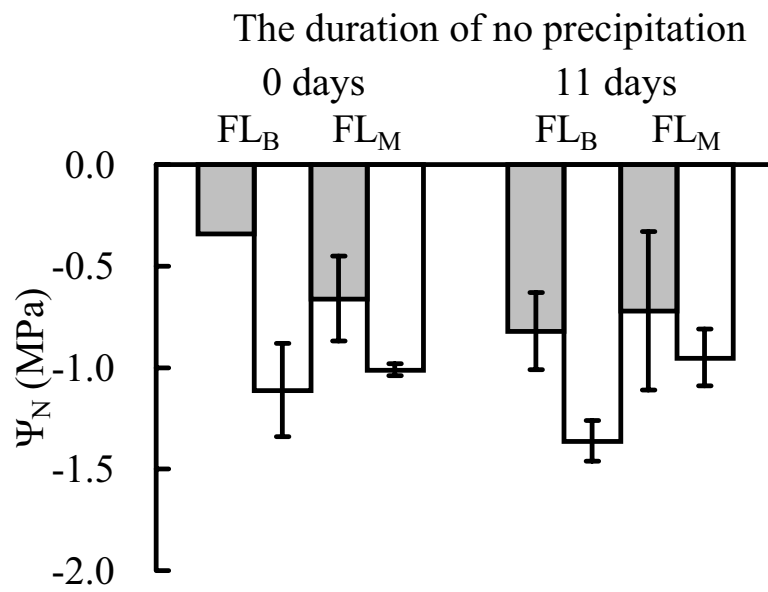 The duration of no precipitation
0 days 11 days
FL_B FL_M FL_B FL_M
0.0
-0.5
-1.0
-1.5
-2.0
Ψ_N (MPa)